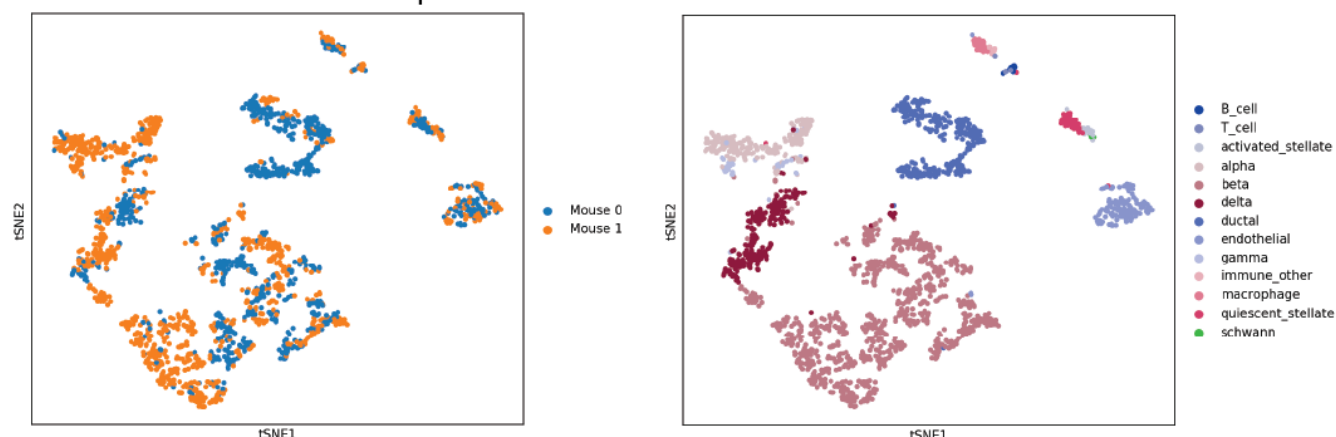 tSNE2
tSNE1
Mouse 0
Mouse 1
tSNE2
tSNE1
B_cell
T_cell
activated_stellate
alpha
beta
delta
ductal
endothelial
gamma
immune_other
macrophage
quiescent_stellate
schwann